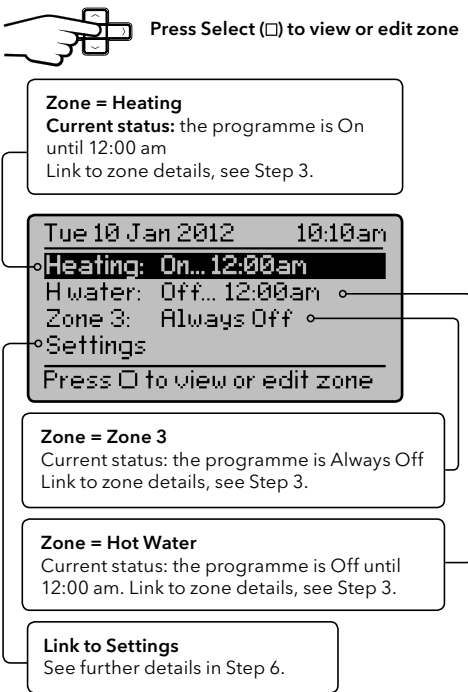 Press Select (□) to view or edit zone
Zone = Heating
Current status: the programme is On
until 12:00 am
Link to zone details, see Step 3.
Tue 10 Jan 2012 10:10am
Heating: On... 12:00am
H water: Off... 12:00am
Zone 3: Always Off
Settings
Press □ to view or edit zone
Zone = Zone 3
Current status: the programme is Always Off
Link to zone details, see Step 3.
Zone = Hot Water
Current status: the programme is Off until
12:00 am. Link to zone details, see Step 3.
Link to Settings
See further details in Step 6.